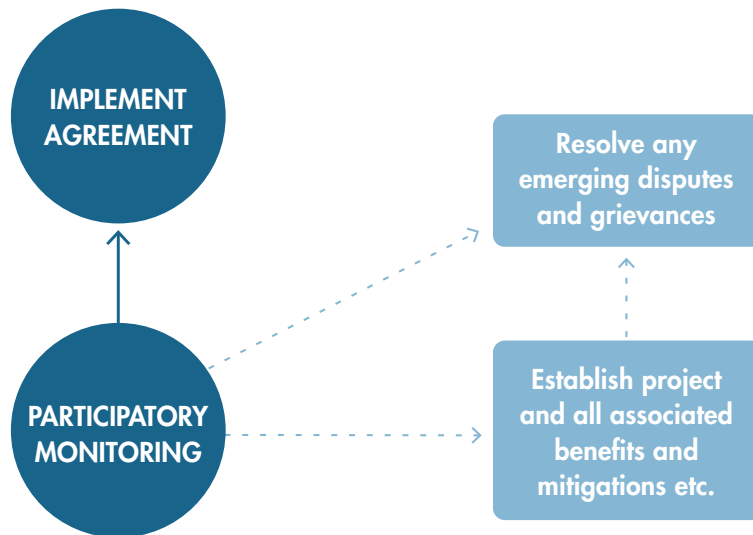 IMPLEMENT
AGREEMENT
Resolve any
emerging disputes
and grievances
PARTICIPATORY
MONITORING
Establish project
and all associated
benefits and
mitigations etc.